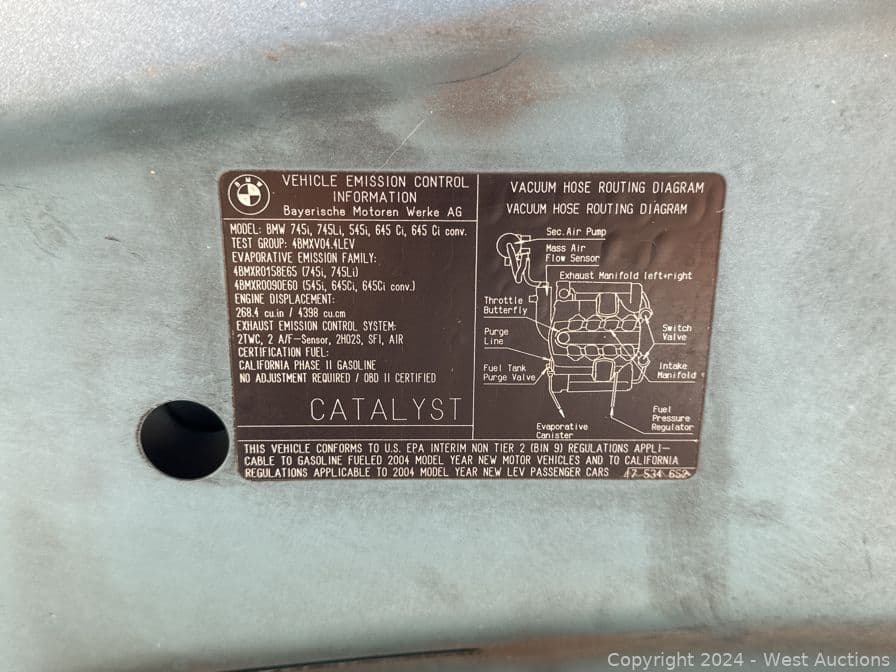 BMW
VEHICLE EMISSION CONTROL
INFORMATION
Bayerische Motoren Werke AG
MODEL: BMW 745i, 745Li, 545i, 645 Ci, 645 Ci conv.
TEST GROUP: 4BMXV04.4LEV
EVAPORATIVE EMISSION FAMILY:
4BMXR0158E65 (745i, 745Li)
4BMXR0090E60 (545i, 645Ci, 645Ci conv.)
ENGINE DISPLACEMENT:
268.4 cu.in / 4398 cu.cm
EXHAUST EMISSION CONTROL SYSTEM:
2TWC, 2 A/F-Sensor, 2HO2S, SFI, AIR
CERTIFICATION FUEL:
CALIFORNIA PHASE II GASOLINE
NO ADJUSTMENT REQUIRED / OBD II CERTIFIED
CATALYST
VACUUM HOSE ROUTING DIAGRAM
VACUUM HOSE ROUTING DIAGRAM
Sec.Air Pump
Mass Air
Flow Sensor
Exhaust Manifold left+right
Throttle
Butterfly
Purge
Line
Switch
Valve
Fuel Tank
Purge Valve
Intake
Manifold
Evaporative
Canister
Fuel
Pressure
Regulator
THIS VEHICLE CONFORMS TO U.S. EPA INTERIM NON TIER 2 (BIN 9) REGULATIONS APPLI-
CABLE TO GASOLINE FUELED 2004 MODEL YEAR NEW MOTOR VEHICLES AND TO CALIFORNIA
REGULATIONS APPLICABLE TO 2004 MODEL YEAR NEW LEV PASSENGER CARS
47 534 652
Copyright 2024 - West Auctions